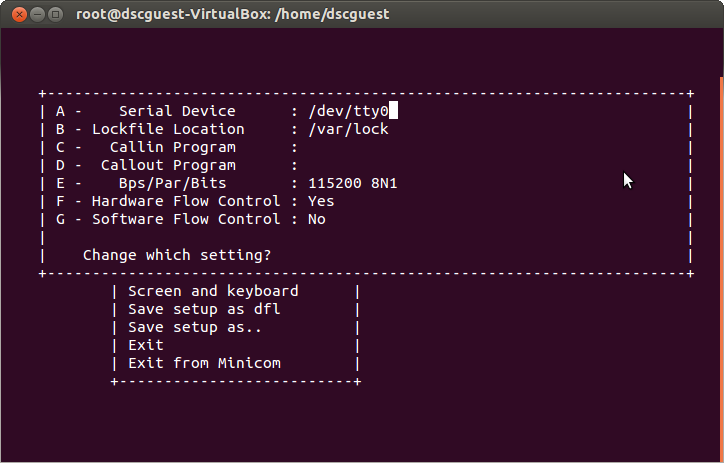 root@dscguest-VirtualBox: /home/dscguest
+-----------------------------------------------------------------------+
| A -    Serial Device      : /dev/tty0                                 |
| B - Lockfile Location     : /var/lock                                 |
| C -   Callin Program      :                                           |
| D -  Callout Program      :                                           |
| E -    Bps/Par/Bits       : 115200 8N1                                |
| F - Hardware Flow Control : Yes                                       |
| G - Software Flow Control : No                                        |
|                                                                       |
|    Change which setting?                                              |
+-----------------------------------------------------------------------+
| Screen and keyboard      |
| Save setup as dfl        |
| Save setup as..          |
| Exit                     |
| Exit from Minicom        |
+--------------------------+